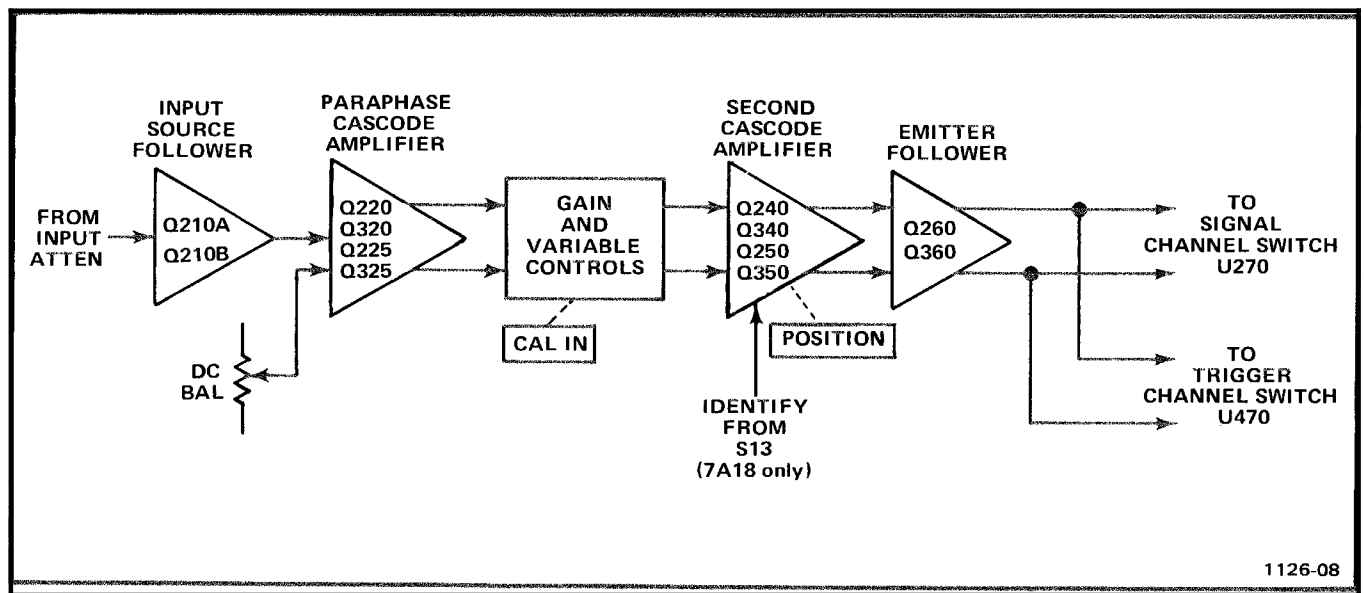 INPUT
SOURCE
FOLLOWER
PARAPHASE
CASCODE
AMPLIFIER
SECOND
CASCODE
AMPLIFIER
EMITTER
FOLLOWER
FROM
INPUT
ATTEN
Q210A
Q210B
Q220
Q320
Q225
Q325
GAIN
AND
VARIABLE
CONTROLS
Q240
Q340
Q250
Q350
Q260
Q360
TO
SIGNAL
CHANNEL SWITCH
U270
CAL IN
POSITION
DC
BAL
IDENTIFY
FROM
S13
(7A18 only)
TO
TRIGGER
CHANNEL SWITCH
U470
1126-08